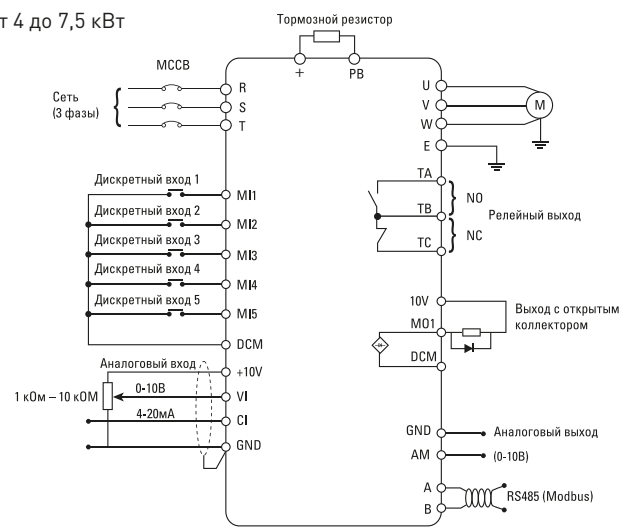 т 4 до 7,5 кВт
Тормозной резистор
+
PB
MCCB
Сеть
(3 фазы)
R
S
T
U
V
W
E
M
Дискретный вход 1
MI1
Дискретный вход 2
MI2
Дискретный вход 3
MI3
Дискретный вход 4
MI4
Дискретный вход 5
MI5
DCM
TA
TB
TC
NO
NC
Релейный выход
10V
MO1
DCM
Выход с открытым
коллектором
Аналоговый вход
+10V
1 кОм – 10 кОМ
0-10В
VI
4-20мА
CI
GND
GND
Аналоговый выход
AM
(0-10В)
A
B
RS485 (Modbus)